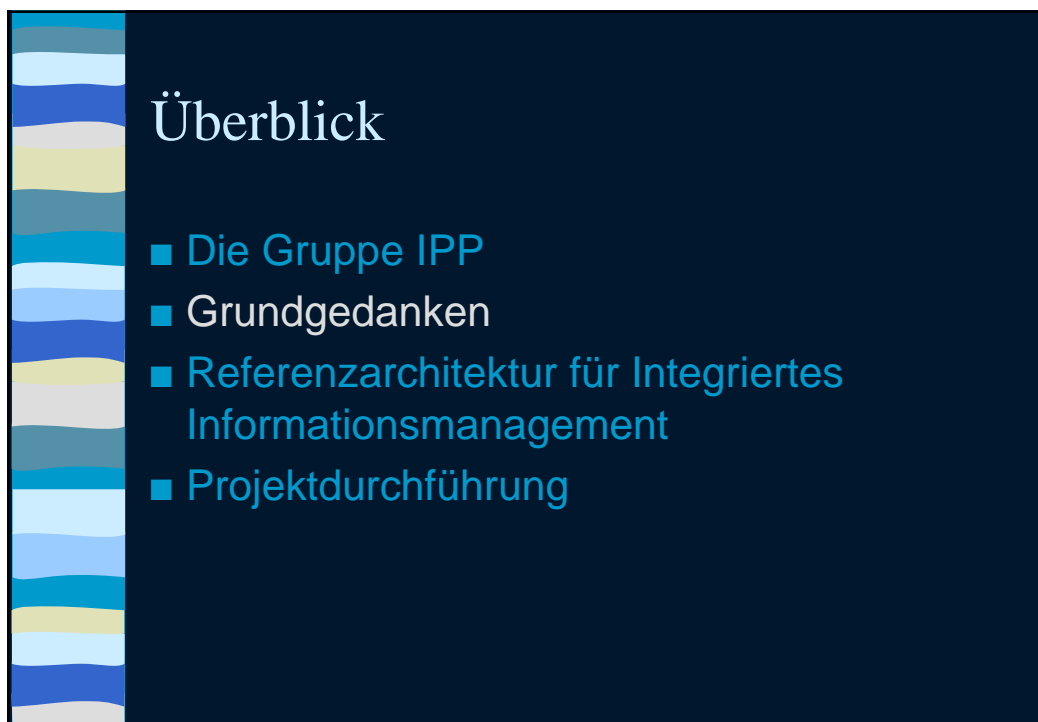 Überblick
Die Gruppe IPP
Grundgedanken
Referenzarchitektur für Integriertes
Informationsmanagement
Projektdurchführung